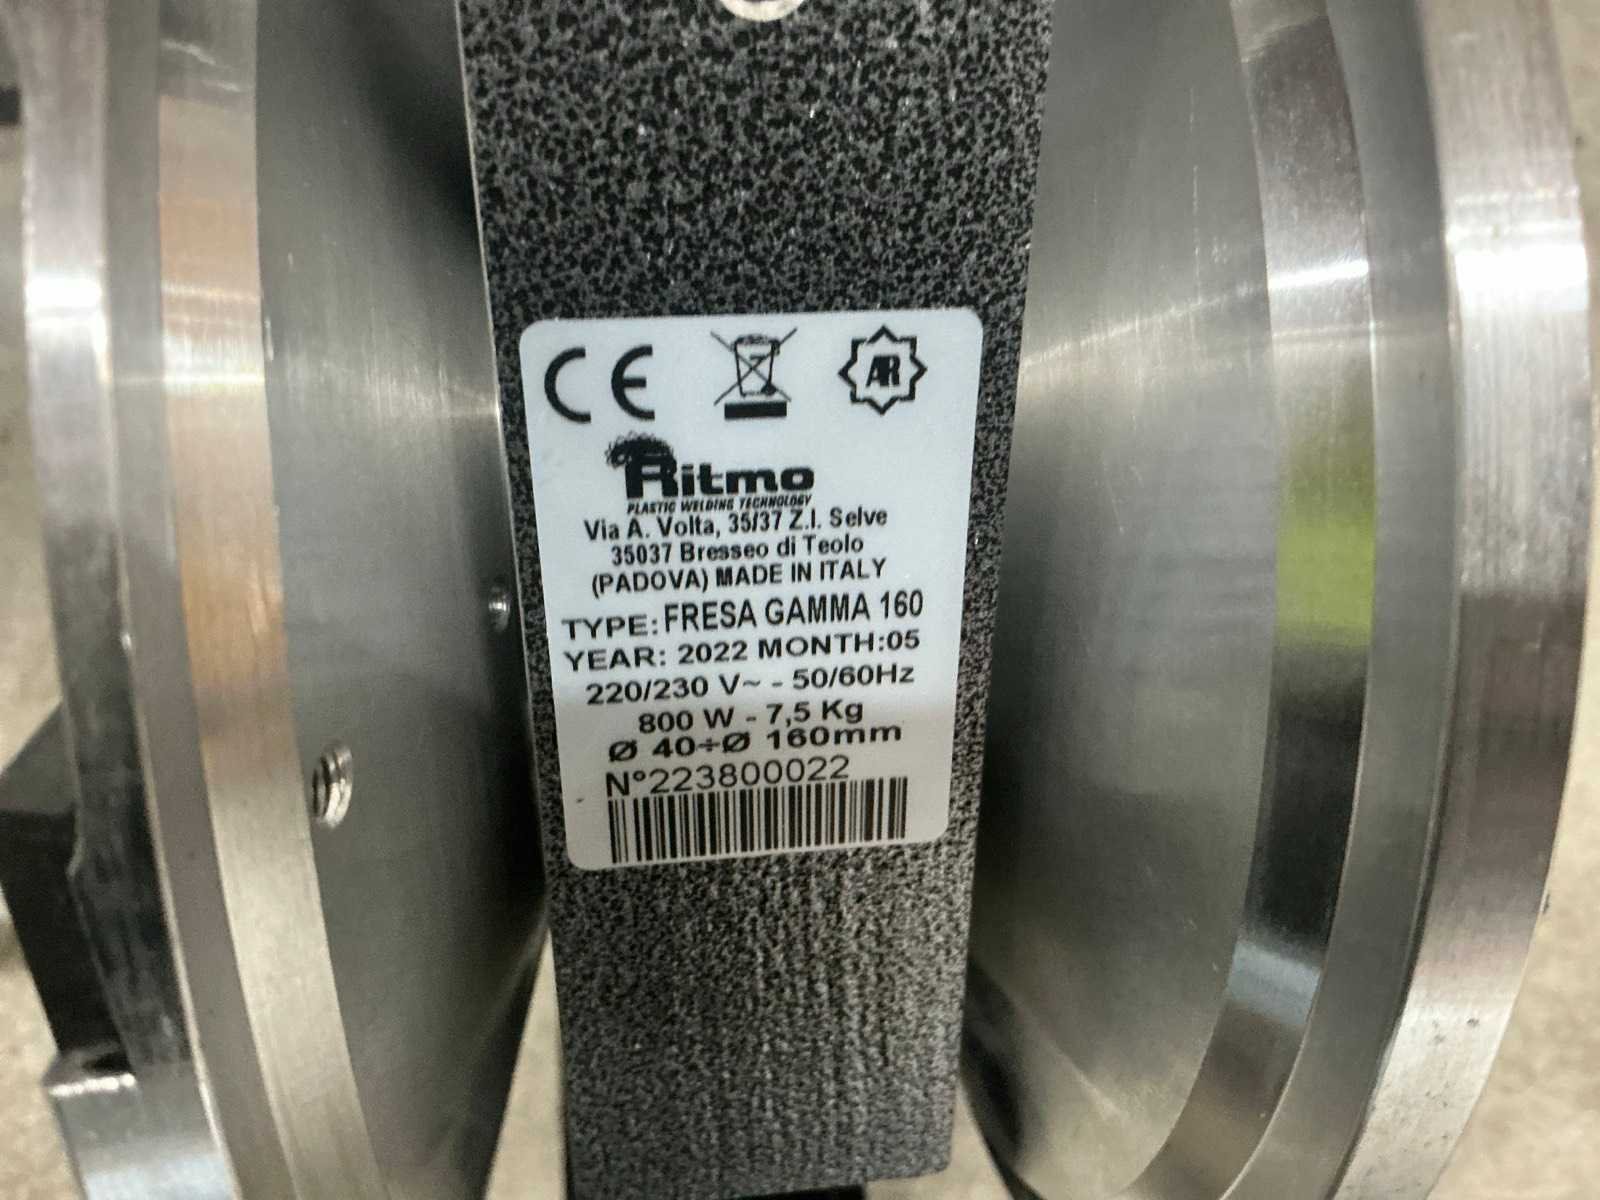 CE
AR
Ritmo
PLASTIC WELDING TECHNOLOGY
Via A. Volta, 35/37 Z.I. Selve
35037 Bresseo di Teolo
(PADOVA) MADE IN ITALY
TYPE: FRESA GAMMA 160
YEAR: 2022 MONTH:05
220/230 V~ - 50/60Hz
800 W - 7,5 Kg
Ø 40÷Ø 160mm
N°223800022